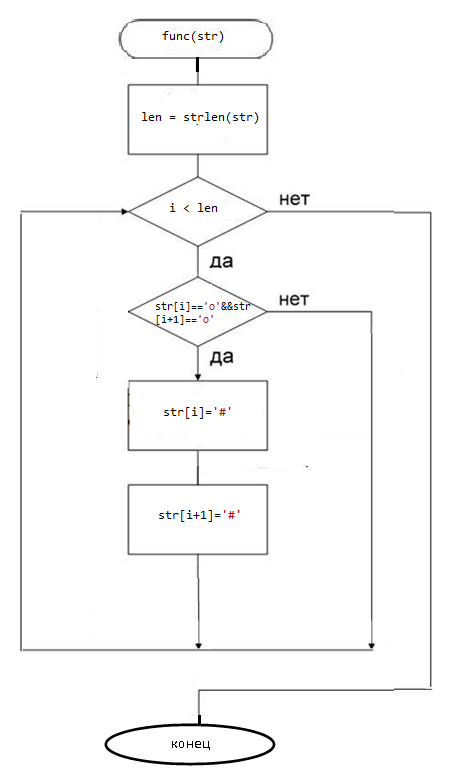 func(str)
len = strlen(str)
i < len
нет
да
str[i]=='o'&&str
[i+1]=='o'
нет
да
str[i]='#'
str[i+1]='#'
конец